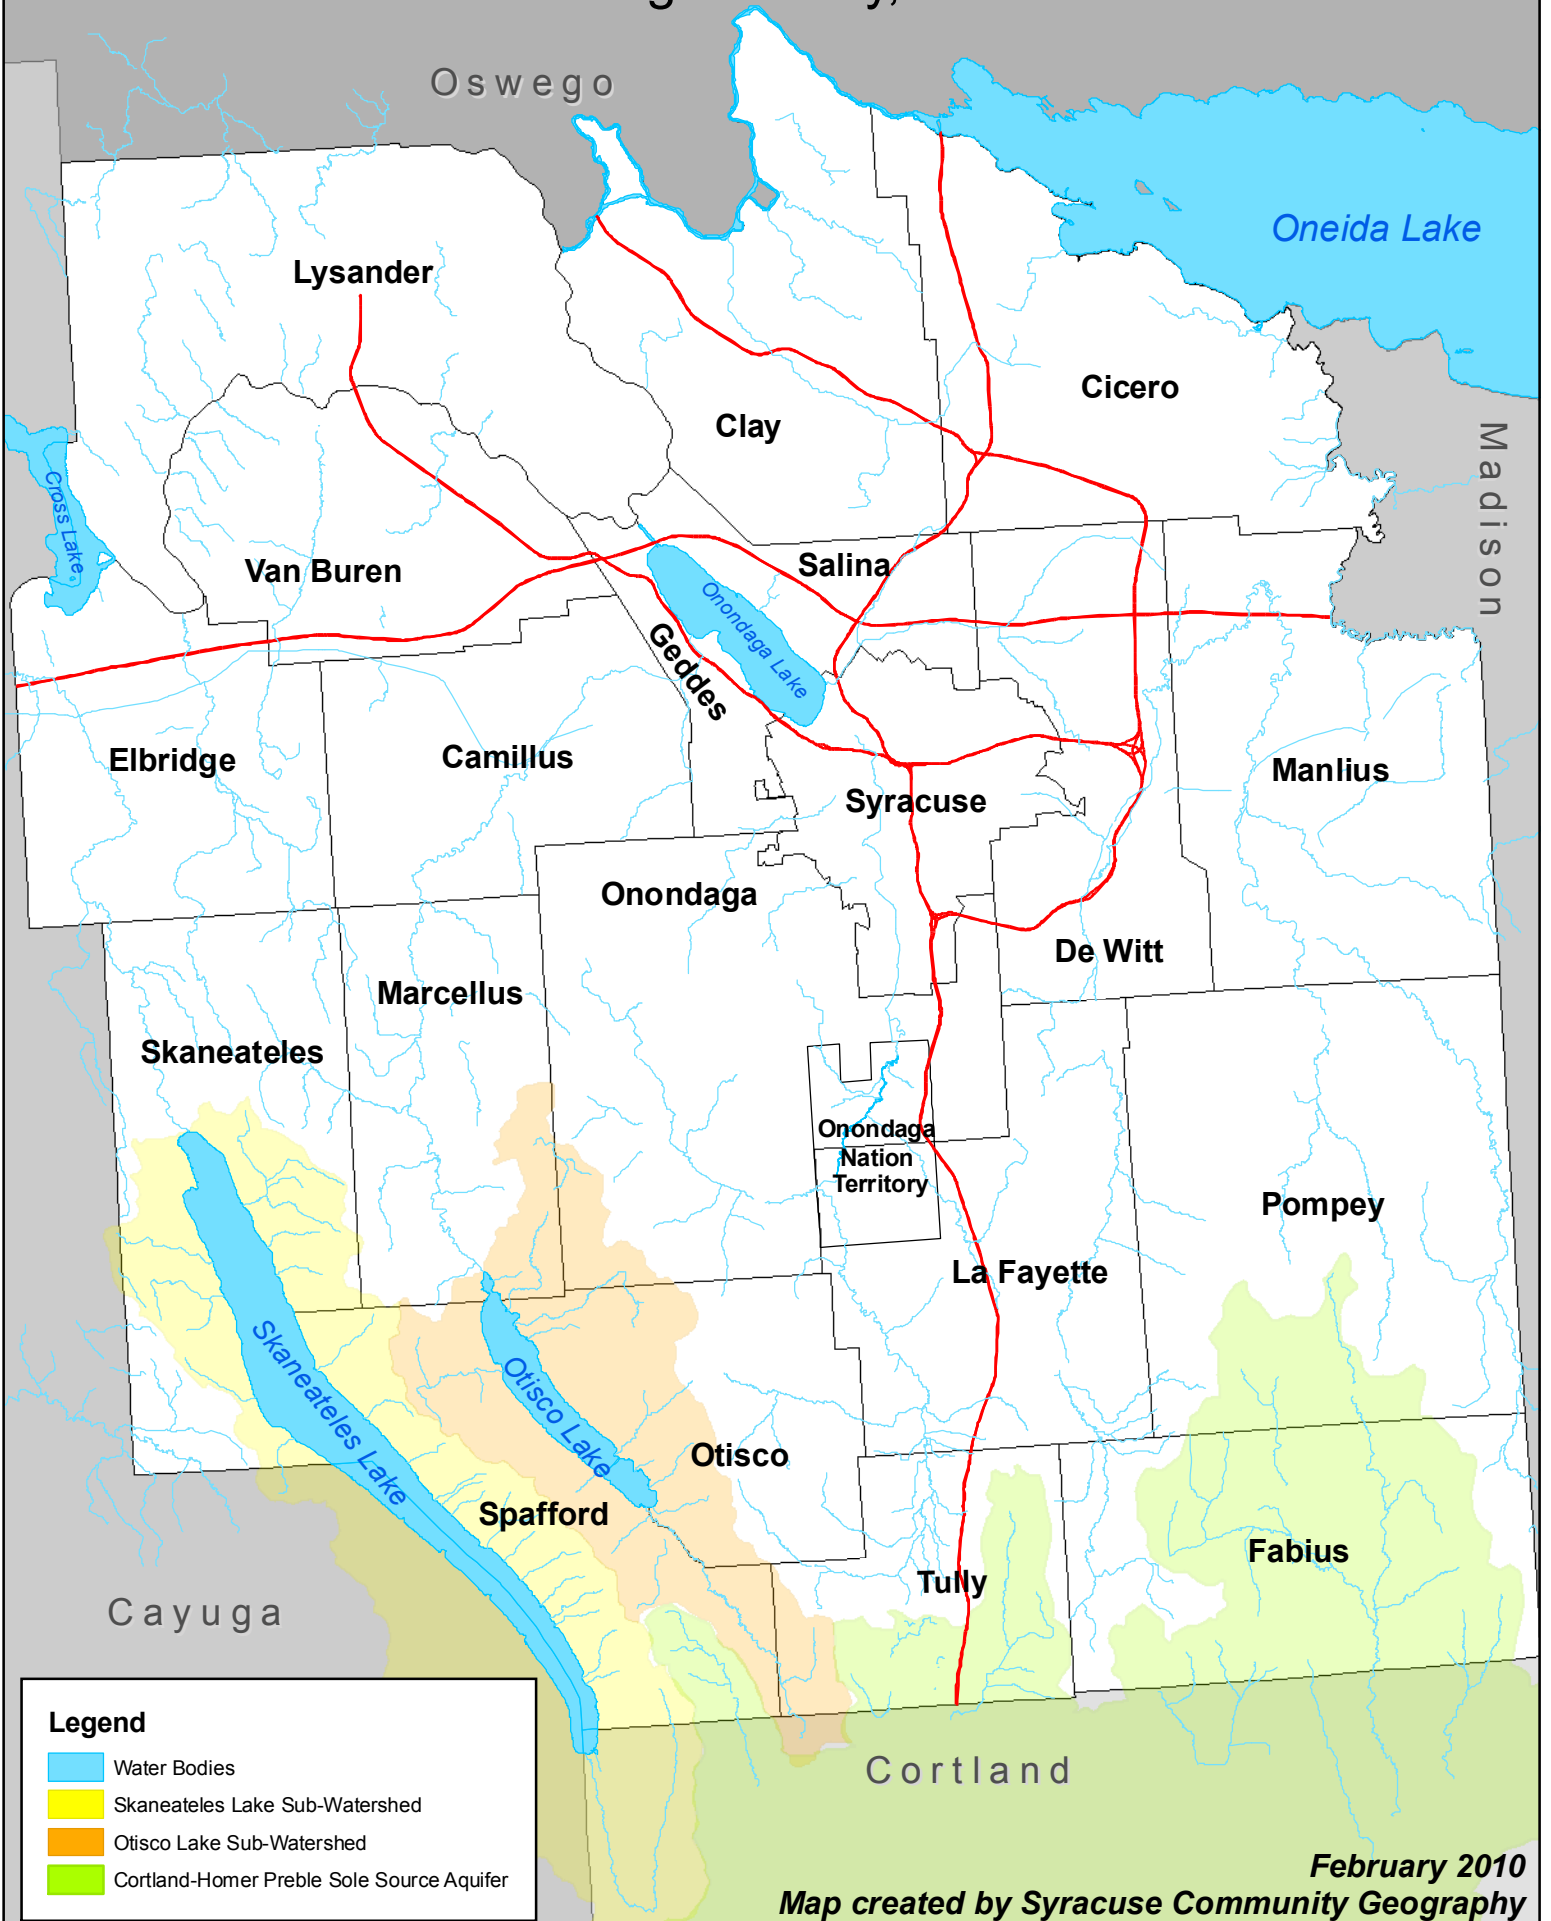 Oswego
Oneida Lake
Lysander
Cicero
Clay
Madison
Cross Lake
Van Buren
Salina
Onondaga Lake
Geddes
Elbridge
Camillus
Manlius
Syracuse
Onondaga
De Witt
Marcellus
Skaneateles
Onondaga
Nation
Territory
Pompey
La Fayette
Skaneateles Lake
Otisco Lake
Otisco
Spafford
Fabius
Tully
Cayuga
Cortland
Legend
Water Bodies
Skaneateles Lake Sub-Watershed
Otisco Lake Sub-Watershed
Cortland-Homer Preble Sole Source Aquifer
February 2010
Map created by Syracuse Community Geography